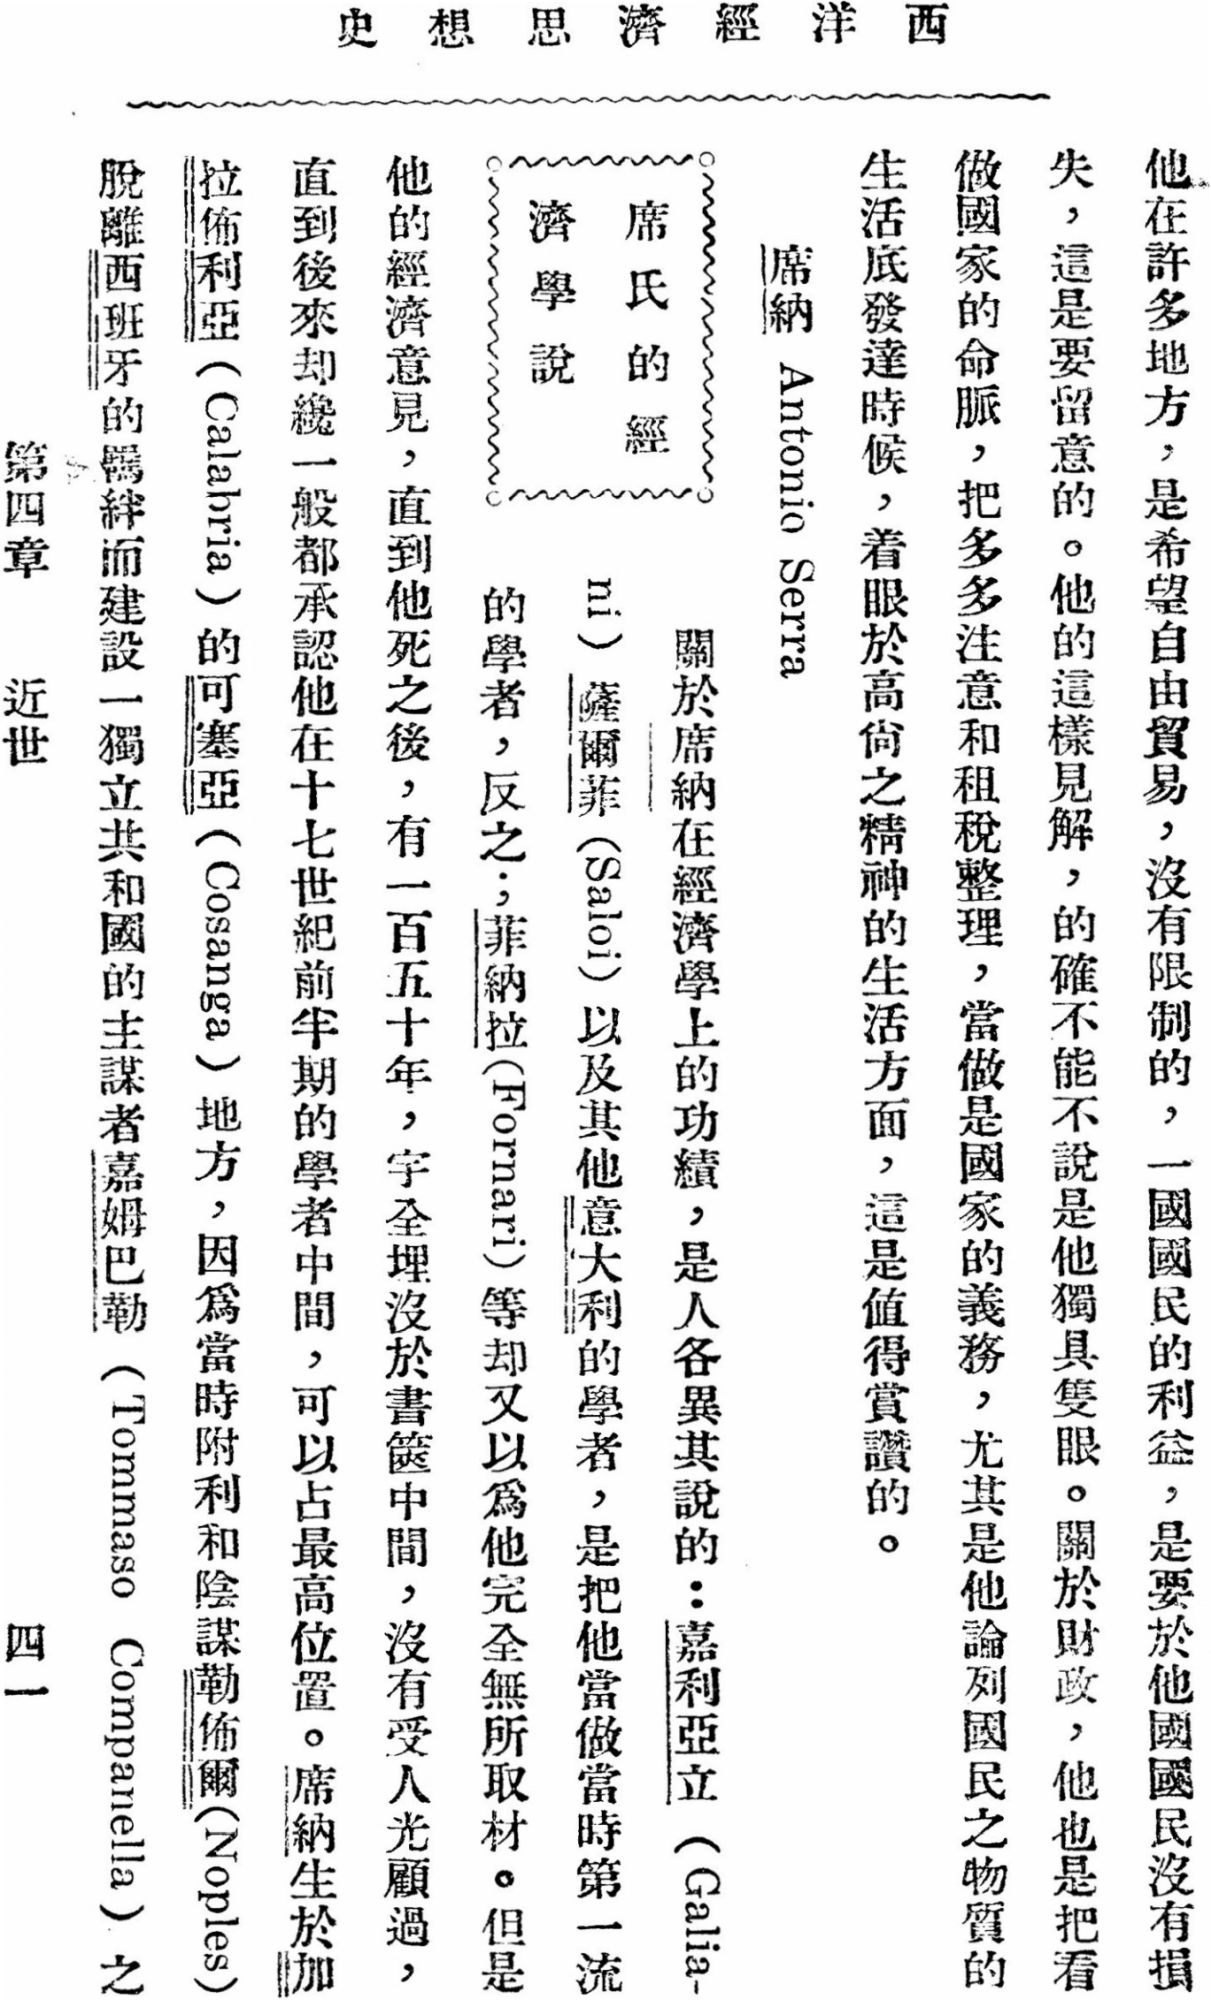 西洋經濟思想史
他在許多地方，是希望自由貿易，沒有限制的，一國國民的利益，是要於他國國民沒有損
失，這是要留意的。他的這樣見解，的確不能不說是他獨具隻眼。關於財政，他也是把看
做國家的命脈，把多多注意和租稅整理，當做是國家的義務，尤其是他論列國民之物質的
生活底發達時候，着眼於高尙之精神的生活方面，這是值得賞讚的。
席納 Antonio Serra
席氏的經
濟學說
關於席納在經濟學上的功績，是人各異其說的：嘉利亞立（Galia-
ni）薩爾菲（Saloi）以及其他意大利的學者，是把他當做當時第一流
的學者，反之；菲納拉（Fornari）等却又以爲他完全無所取材。但是
他的經濟意見，直到他死之後，有一百五十年，字全埋沒於書篋中間，沒有受人光顧過，
直到後來却纔一般都承認他在十七世紀前半期的學者中間，可以占最高位置。席納生於加
拉佈利亞（Calabria）的可塞亞（Cosanga）地方，因爲當時附利和陰謀勒佈爾（Noples）
脫離西班牙的羈絆而建設一獨立共和國的主謀者嘉姆巴勒（Tommaso Companella）之
第四章 近世 四一